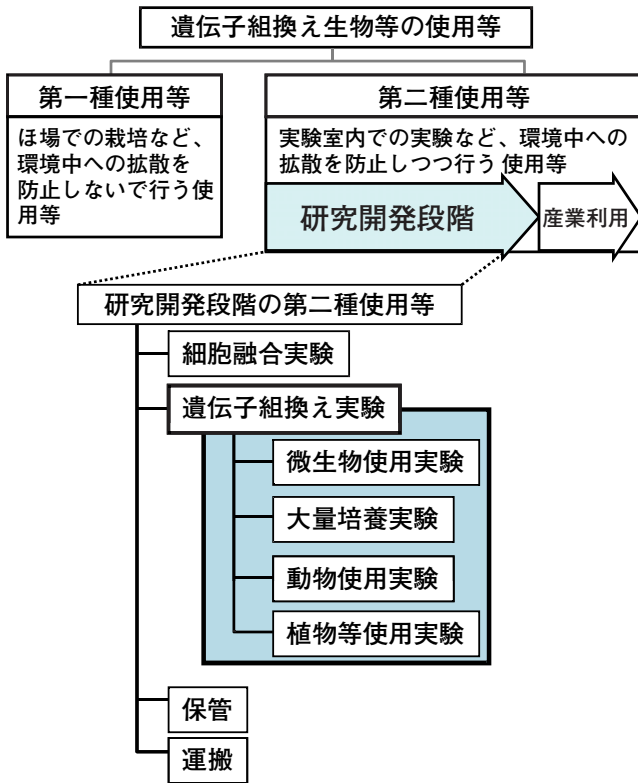 遺伝子組換え生物等の使用等
第一種使用等
ほ場での栽培など、
環境中への拡散を
防止しないで行う使
用等
第二種使用等
実験室内での実験など、環境中への
拡散を防止しつつ行う 使用等
研究開発段階
産業利用
研究開発段階の第二種使用等
細胞融合実験
遺伝子組換え実験
微生物使用実験
大量培養実験
動物使用実験
植物等使用実験
保管
運搬